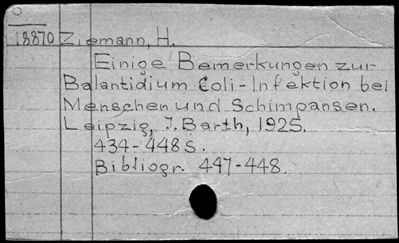 18870 Ziemann, H.
Einige Bemerkungen zur
Balantidium Coli-Infektion bei
Menschen und Schimpansen.
Leipzig, J. Barth, 1925.
434-448 S.
Bibliogr. 447-448.